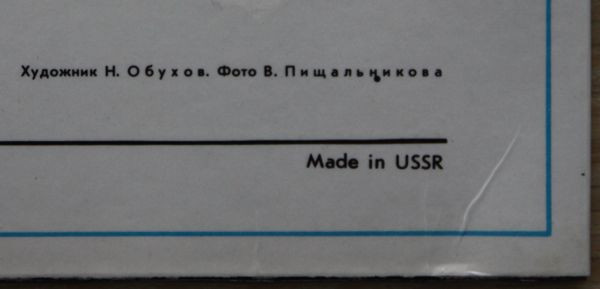 Художник Н. Обухов. Фото В. Пищальникова
Made in USSR